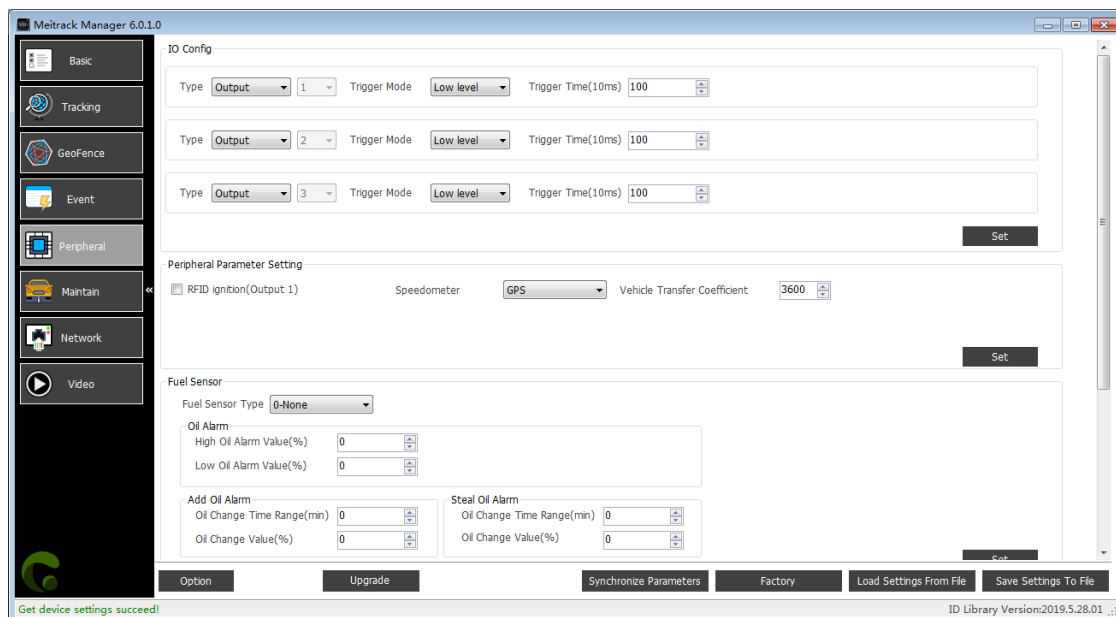 Meitrack Manager 6.0.1.0
Basic
Tracking
GeoFence
Event
Peripheral
Maintain
«
Network
Video
IO Config
Type Output 1 Trigger Mode Low level Trigger Time(10ms) 100
Type Output 2 Trigger Mode Low level Trigger Time(10ms) 100
Type Output 3 Trigger Mode Low level Trigger Time(10ms) 100
Set
Peripheral Parameter Setting
RFID ignition(Output 1) Speedometer GPS Vehicle Transfer Coefficient 3600
Set
Fuel Sensor
Fuel Sensor Type 0-None
Oil Alarm
High Oil Alarm Value(%) 0
Low Oil Alarm Value(%) 0
Add Oil Alarm
Oil Change Time Range(min) 0
Oil Change Value(%) 0
Steal Oil Alarm
Oil Change Time Range(min) 0
Oil Change Value(%) 0
Set
Option Upgrade Synchronize Parameters Factory Load Settings From File Save Settings To File
Get device settings succeed! ID Library Version:2019.5.28.01